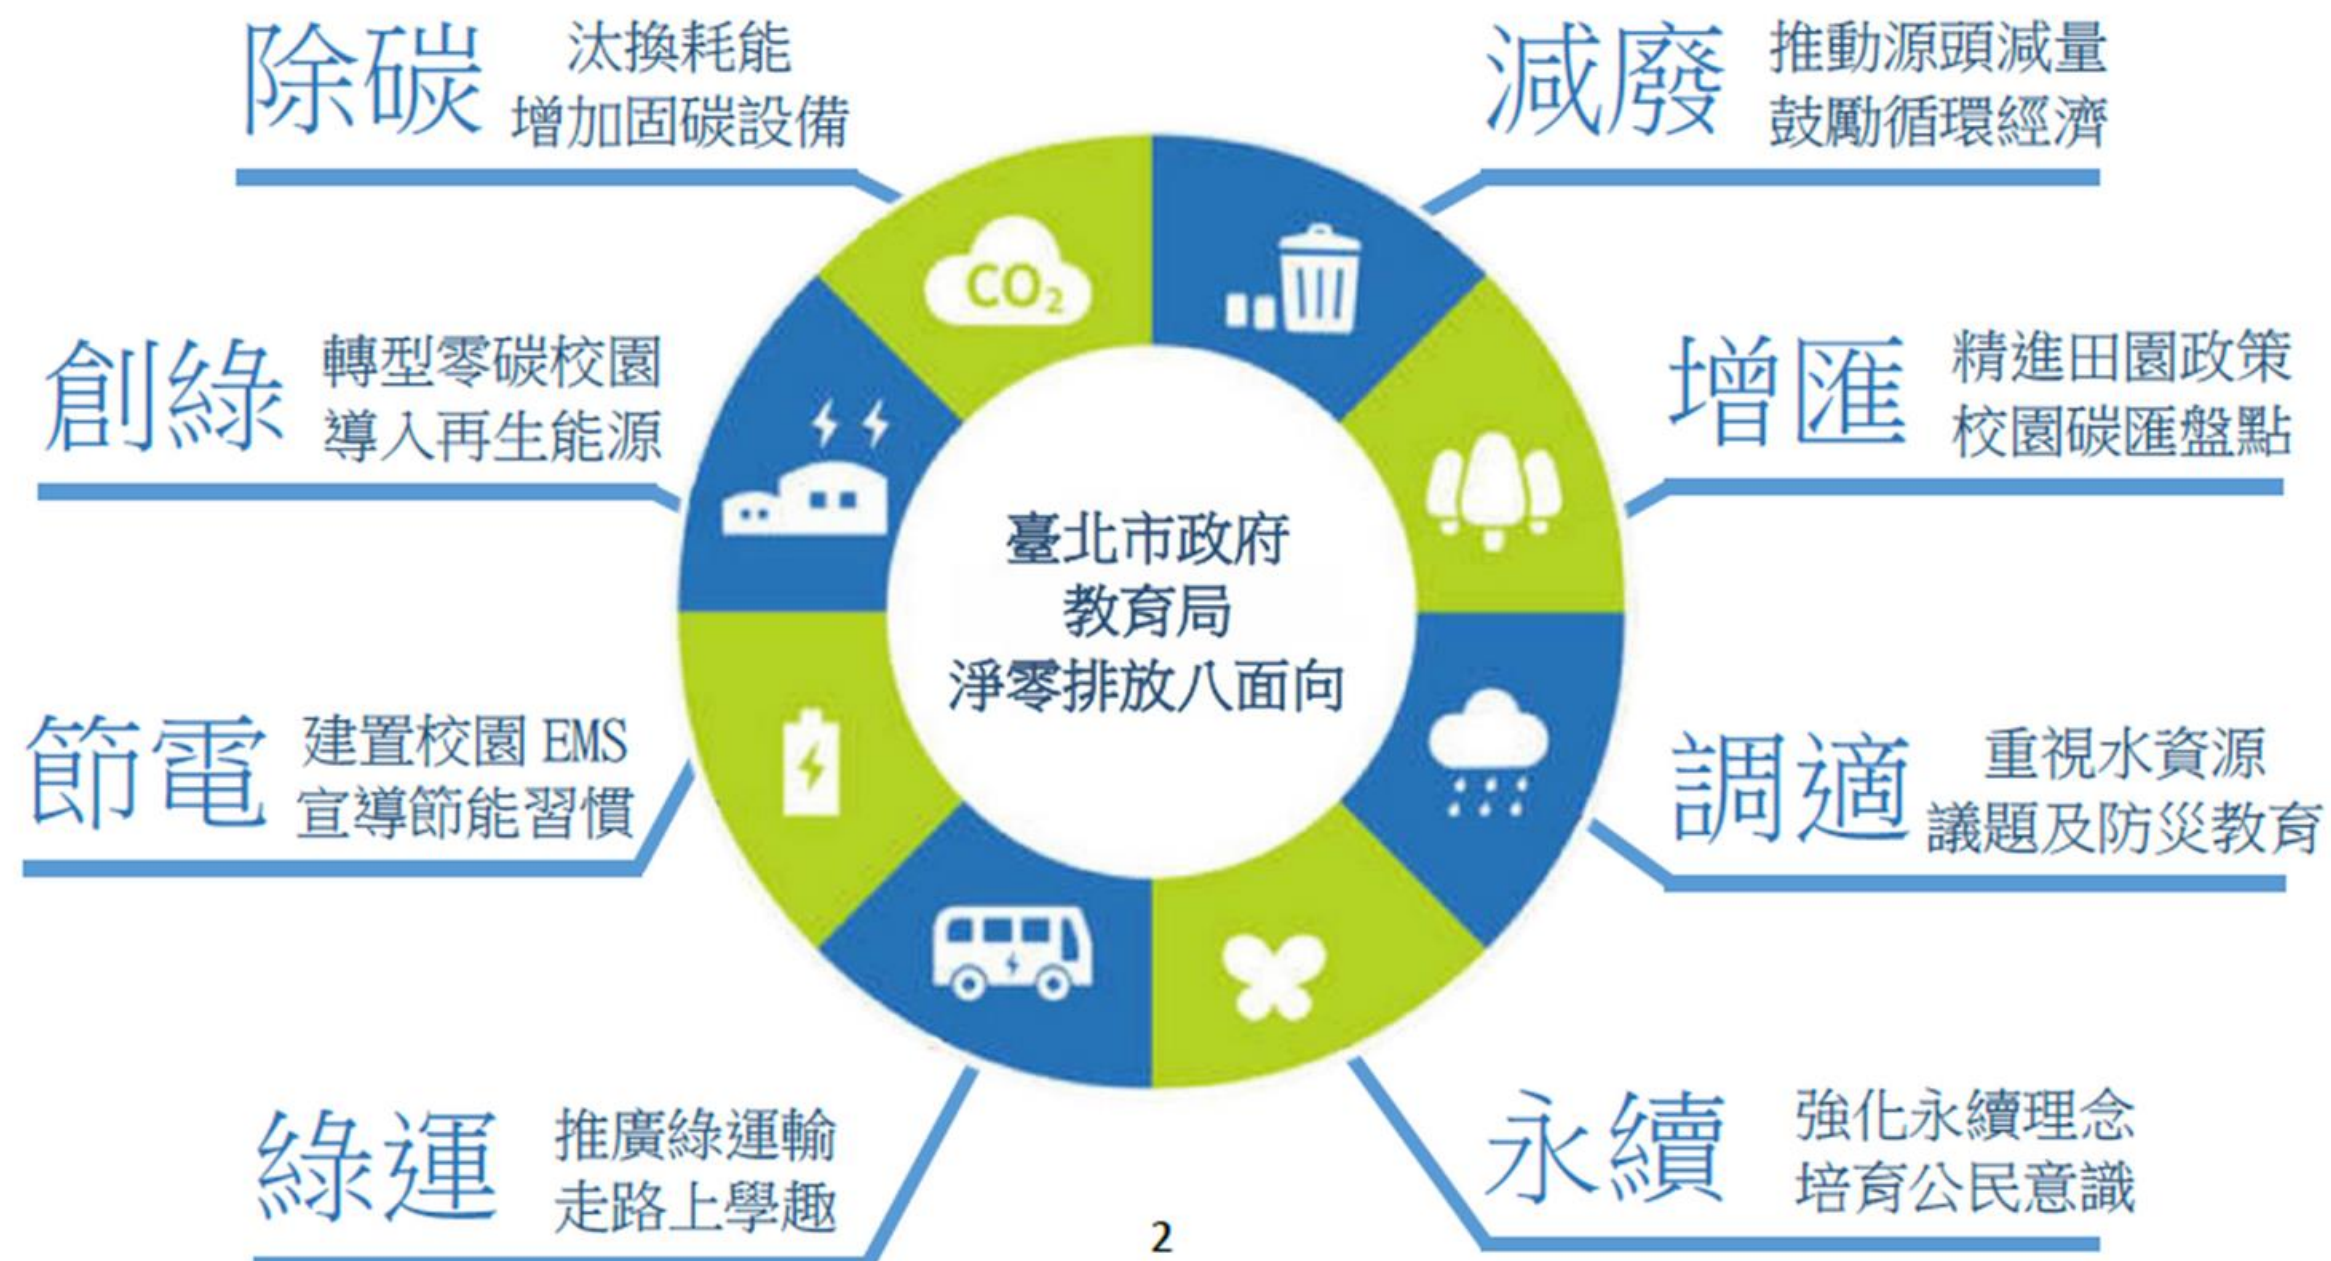 除碳
汰換耗能
增加固碳設備
減廢
推動源頭減量
鼓勵循環經濟
CO₂
創綠
轉型零碳校園
導入再生能源
增匯
精進田園政策
校園碳匯盤點
臺北市政府
教育局
淨零排放八面向
節電
建置校園 EMS
宣導節能習慣
調適
重視水資源
議題及防災教育
綠運
推廣綠運輸
走路上學趣
永續
強化永續理念
培育公民意識
2